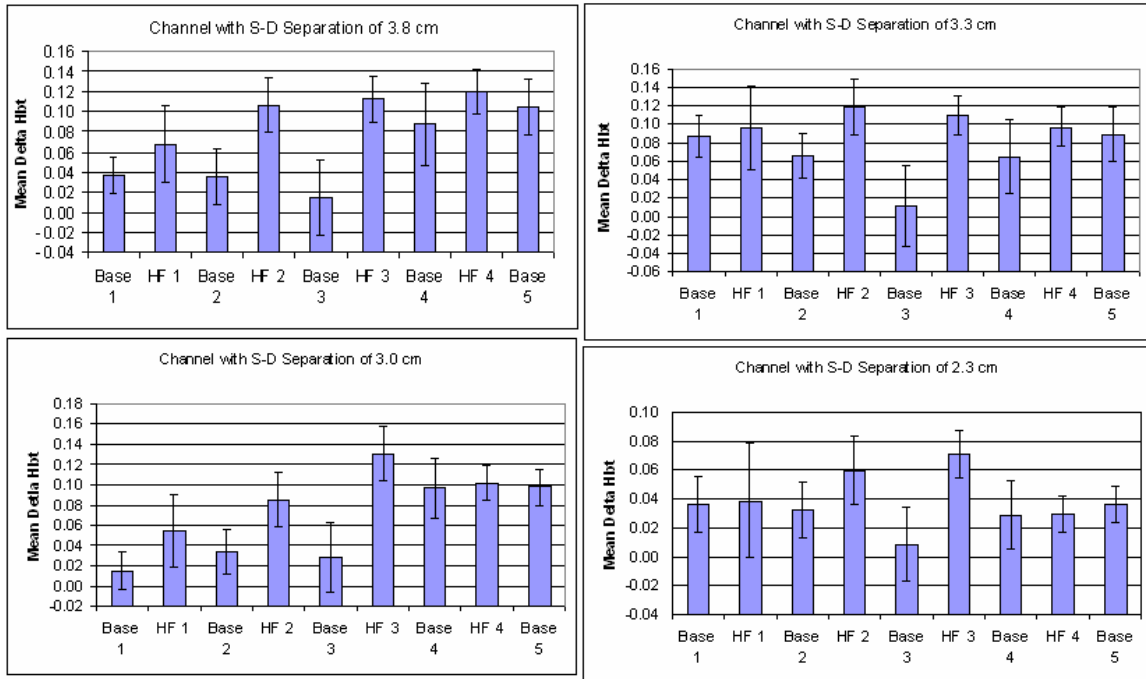 Channel with S-D Separation of 3.8 cm
Mean Delta Hbt
0.16
0.14
0.12
0.10
0.08
0.06
0.04
0.02
0.00
-0.02
-0.04
Base HF 1 Base HF 2 Base HF 3 Base HF 4 Base
1 2 3 4 5
Channel with S-D Separation of 3.3 cm
Mean Delta Hbt
0.16
0.14
0.12
0.10
0.08
0.06
0.04
0.02
0.00
-0.02
-0.04
-0.06
Base HF 1 Base HF 2 Base HF 3 Base HF 4 Base
1 2 3 4 5
Channel with S-D Separation of 3.0 cm
Mean Detla Hbt
0.18
0.16
0.14
0.12
0.10
0.08
0.06
0.04
0.02
0.00
-0.02
Base HF 1 Base HF 2 Base HF 3 Base HF 4 Base
1 2 3 4 5
Channel with S-D Separation of 2.3 cm
Mean Delta Hbt
0.10
0.08
0.06
0.04
0.02
0.00
-0.02
-0.04
Base HF 1 Base HF 2 Base HF 3 Base HF 4 Base
1 2 3 4 5